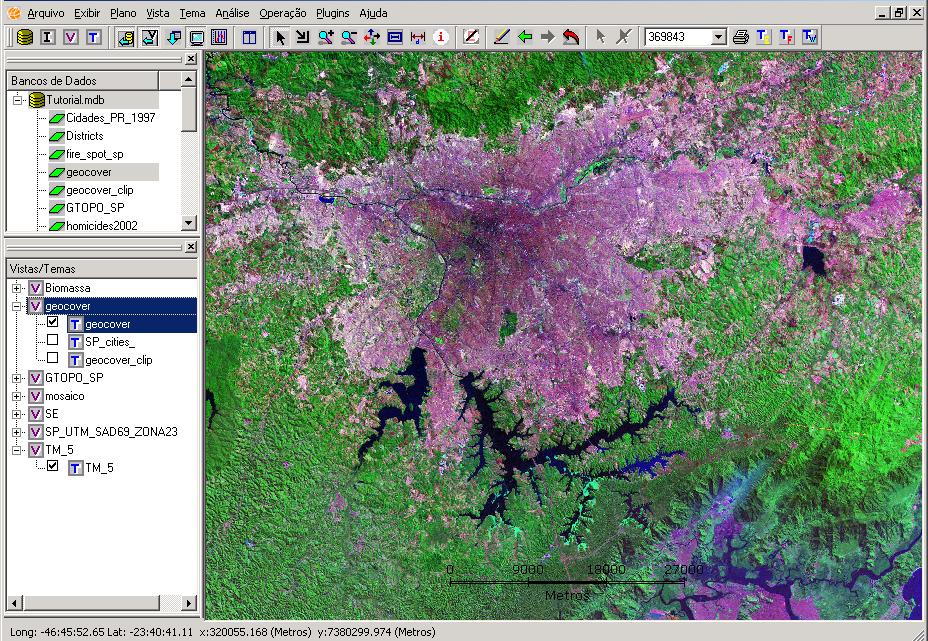 Arquivo Exibir Plano Vista Tema Análise Operação Plugins Ajuda
I V T 369843
Bancos de Dados
Tutorial.mdb
Cidades_PR_1997
Districts
fire_spot_sp
geocover
geocover_clip
GTOPO_SP
homicides2002
Vistas/Temas
V Biomassa
V geocover
T geocover
T SP_cities_
T geocover_clip
V GTOPO_SP
V mosaico
V SE
V SP_UTM_SAD69_ZONA23
V TM_5
T TM_5
0 9000 18000 27000
Metros
Long: -46:45:52.65 Lat: -23:40:41.11 x:320055.168 (Metros) y:7380299.974 (Metros)